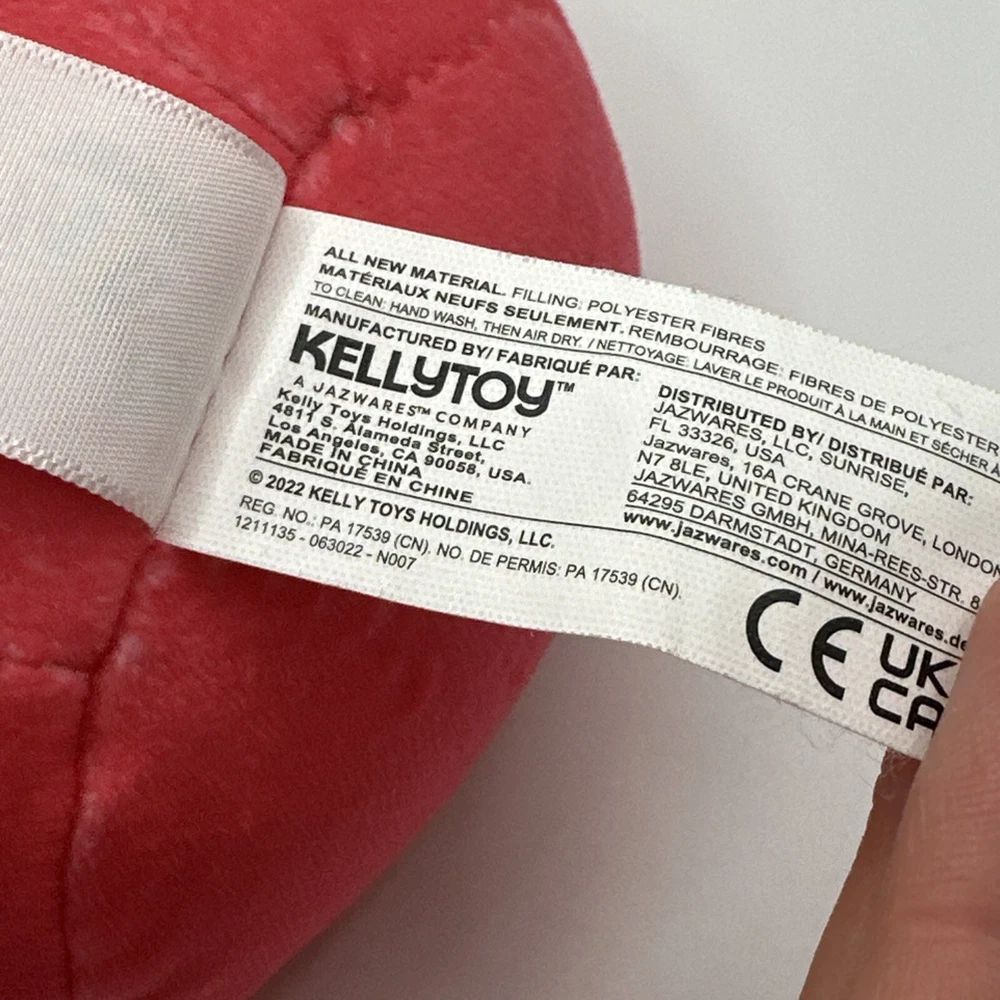 ALL NEW MATERIAL. FILLING: POLYESTER FIBRES
MATÉRIAUX NEUFS SEULEMENT. REMBOURRAGE: FIBRES DE POLYESTER
TO CLEAN: HAND WASH, THEN AIR DRY. / NETTOYAGE: LAVER LE PRODUIT À LA MAIN ET SÉCHER À
MANUFACTURED BY/ FABRIQUÉ PAR:
KELLYTOY™
A JAZWARES™ COMPANY
Kelly Toys Holdings, LLC
4811 S. Alameda Street,
Los Angeles, CA 90058, USA.
MADE IN CHINA
FABRIQUÉ EN CHINE
DISTRIBUTED BY/ DISTRIBUÉ PAR:
JAZWARES, LLC, SUNRISE,
FL 33326, USA
Jazwares, 16A CRANE GROVE, LONDON
N7 8LE, UNITED KINGDOM
JAZWARES GMBH, MINA-REES-STR. 8
64295 DARMSTADT, GERMANY
www.jazwares.com / www.jazwares.de
© 2022 KELLY TOYS HOLDINGS, LLC.
REG. NO.: PA 17539 (CN). NO. DE PERMIS: PA 17539 (CN).
1211135 - 063022 - N007
CE
UK
CA